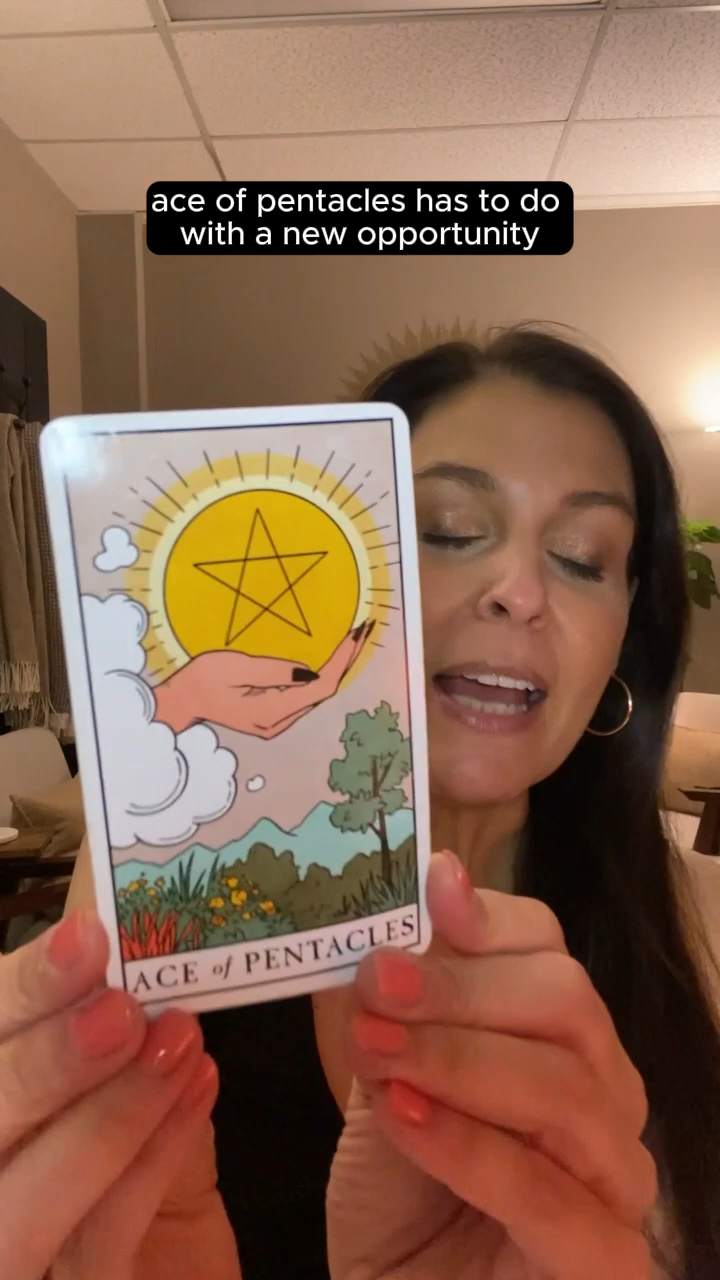 ace of pentacles has to do
with a new opportunity
ACE of PENTACLES